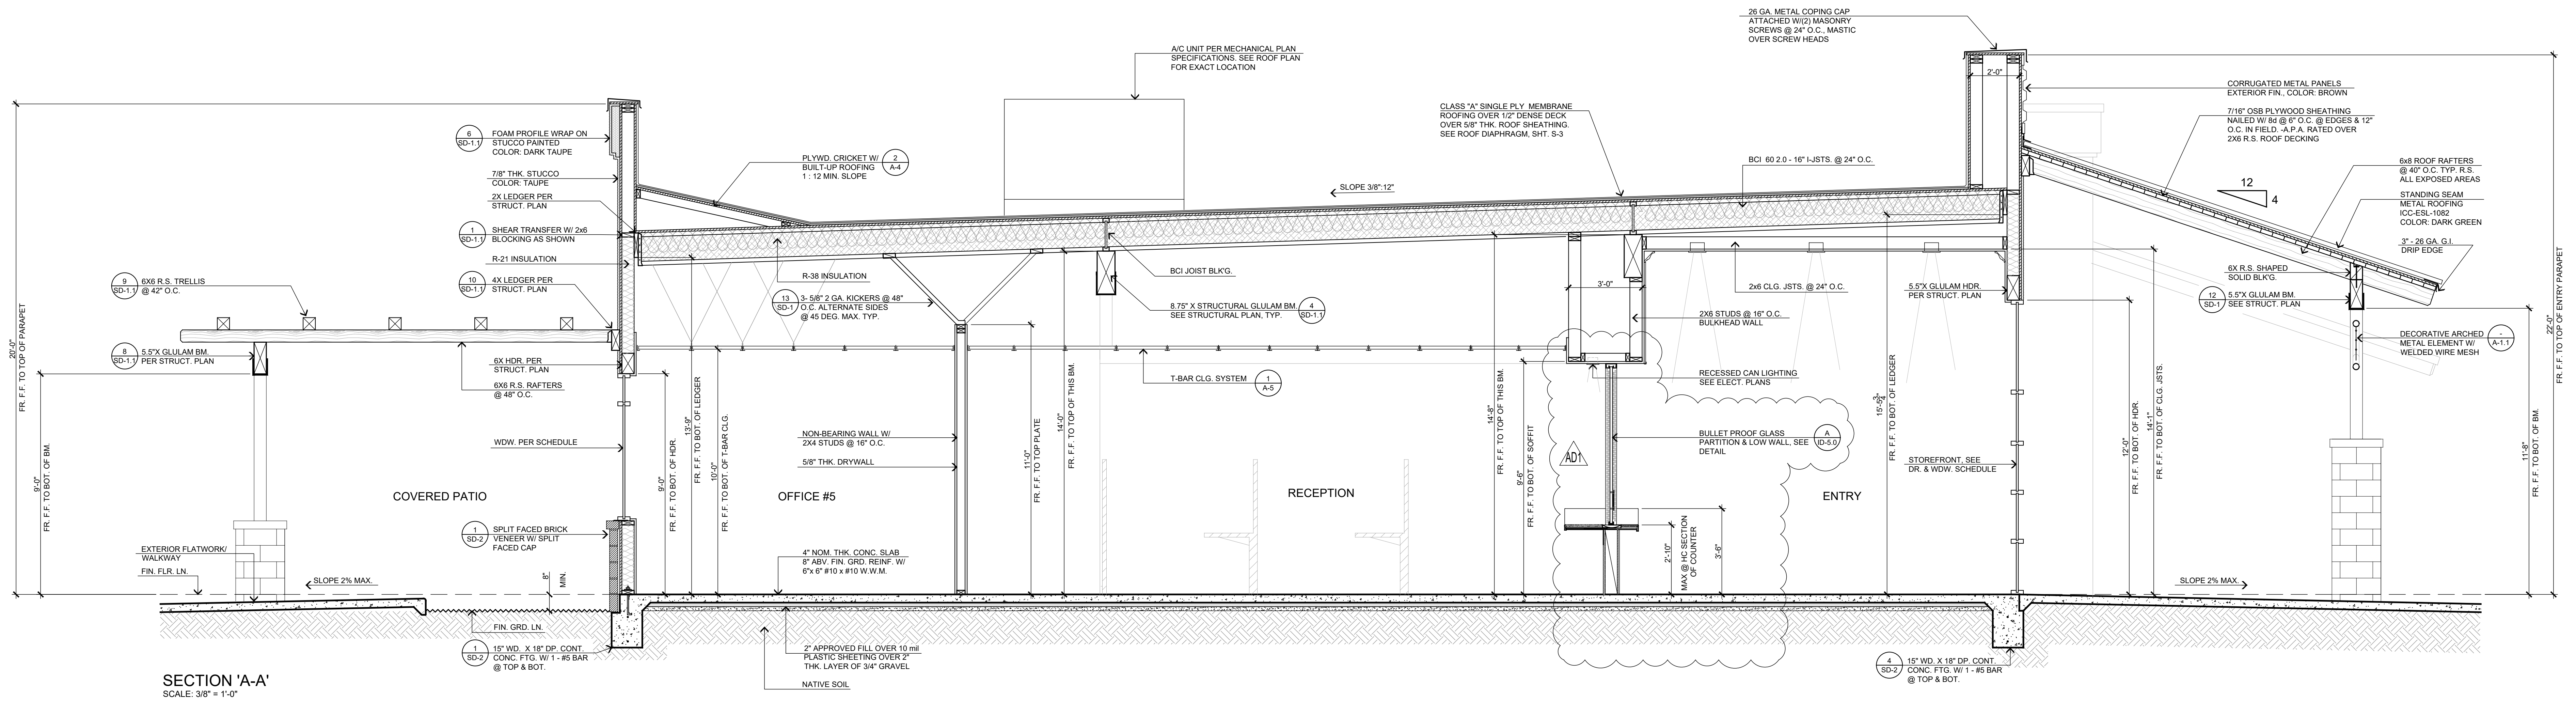 26 GA. METAL COPING CAP
ATTACHED W/(2) MASONRY
SCREWS @ 24" O.C., MASTIC
OVER SCREW HEADS
A/C UNIT PER MECHANICAL PLAN
SPECIFICATIONS. SEE ROOF PLAN
FOR EXACT LOCATION
2'-0"
CORRUGATED METAL PANELS
EXTERIOR FIN., COLOR: BROWN
7/16" OSB PLYWOOD SHEATHING
NAILED W/ 8d @ 6" O.C. @ EDGES & 12"
O.C. IN FIELD. -A.P.A. RATED OVER
2X6 R.S. ROOF DECKING
CLASS "A" SINGLE PLY MEMBRANE
ROOFING OVER 1/2" DENSE DECK
OVER 5/8" THK. ROOF SHEATHING.
SEE ROOF DIAPHRAGM, SHT. S-3
6
SD-1.1
FOAM PROFILE WRAP ON
STUCCO PAINTED
COLOR: DARK TAUPE
PLYWD. CRICKET W/
BUILT-UP ROOFING
1 : 12 MIN. SLOPE
2
A-4
BCI 60 2.0 - 16" I-JSTS. @ 24" O.C.
6x8 ROOF RAFTERS
@ 40" O.C. TYP. R.S.
ALL EXPOSED AREAS
7/8" THK. STUCCO
COLOR: TAUPE
SLOPE 3/8":12"
12
4
STANDING SEAM
METAL ROOFING
ICC-ESL-1082
COLOR: DARK GREEN
2X LEDGER PER
STRUCT. PLAN
1
SD-1.1
SHEAR TRANSFER W/ 2x6
BLOCKING AS SHOWN
3" - 26 GA. G.I.
DRIP EDGE
R-21 INSULATION
R-38 INSULATION
BCI JOIST BLK'G.
6X R.S. SHAPED
SOLID BLK'G.
9
SD-1.1
6X6 R.S. TRELLIS
@ 42" O.C.
10
SD-1.1
4X LEDGER PER
STRUCT. PLAN
13
SD-1
3- 5/8" 2 GA. KICKERS @ 48"
O.C. ALTERNATE SIDES
@ 45 DEG. MAX. TYP.
8.75" X STRUCTURAL GLULAM BM.
SEE STRUCTURAL PLAN, TYP.
4
SD-1.1
3'-0"
2x6 CLG. JSTS. @ 24" O.C.
5.5"X GLULAM HDR.
PER STRUCT. PLAN
12
SD-1
5.5"X GLULAM BM.
SEE STRUCT. PLAN
2X6 STUDS @ 16" O.C.
BULKHEAD WALL
DECORATIVE ARCHED
METAL ELEMENT W/
WELDED WIRE MESH
-
A-1.1
8
SD-1.1
5.5"X GLULAM BM.
PER STRUCT. PLAN
6X HDR. PER
STRUCT. PLAN
6X6 R.S. RAFTERS
@ 48" O.C.
T-BAR CLG. SYSTEM
1
A-5
RECESSED CAN LIGHTING
SEE ELECT. PLANS
20'-0"
FR. F.F. TO TOP OF PARAPET
9'-0"
FR. F.F. TO BOT. OF BM.
9'-0"
FR. F.F. TO BOT. OF HDR.
13'-9"
FR. F.F. TO BOT. OF LEDGER
10'-0"
FR. F.F. TO BOT. OF T-BAR CLG.
11'-0"
FR. F.F. TO TOP PLATE
14'-0"
FR. F.F. TO TOP OF THIS BM.
14'-8"
FR. F.F. TO TOP OF THIS BM.
9'-6"
FR. F.F. TO BOT. OF SOFFIT
15'-5 3/4"
FR. F.F. TO BOT. OF LEDGER
12'-0"
FR. F.F. TO BOT. OF HDR.
14'-1"
FR. F.F. TO BOT. OF CLG. JSTS.
11'-8"
FR. F.F. TO BOT. OF BM.
22'-0"
FR. F.F. TO TOP OF ENTRY PARAPET
WDW. PER SCHEDULE
NON-BEARING WALL W/
2X4 STUDS @ 16" O.C.
5/8" THK. DRYWALL
BULLET PROOF GLASS
PARTITION & LOW WALL, SEE
DETAIL
A
ID-5.0
AD1
STOREFRONT, SEE
DR. & WDW. SCHEDULE
COVERED PATIO
OFFICE #5
RECEPTION
ENTRY
1
SD-2
SPLIT FACED BRICK
VENEER W/ SPLIT
FACED CAP
EXTERIOR FLATWORK/
WALKWAY
FIN. FLR. LN.
SLOPE 2% MAX.
8"
MIN.
4" NOM. THK. CONC. SLAB
8" ABV. FIN. GRD. REINF. W/
6"x 6" #10 x #10 W.W.M.
2'-10"
MAX @ HC SECTION
OF COUNTER
3'-6"
SLOPE 2% MAX.
FIN. GRD. LN.
1
SD-2
15" WD. X 18" DP. CONT.
CONC. FTG. W/ 1 - #5 BAR
@ TOP & BOT.
2" APPROVED FILL OVER 10 mil
PLASTIC SHEETING OVER 2"
THK. LAYER OF 3/4" GRAVEL
NATIVE SOIL
4
SD-2
15" WD. X 18" DP. CONT.
CONC. FTG. W/ 1 - #5 BAR
@ TOP & BOT.
SECTION 'A-A'
SCALE: 3/8" = 1'-0"